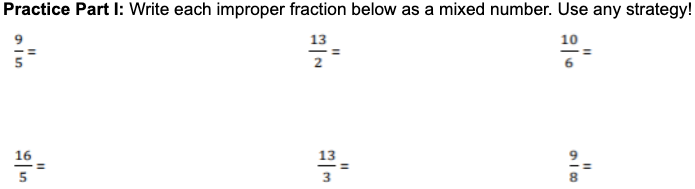 Practice Part I: Write each improper fraction below as a mixed number. Use any strategy!
9/5 = 13/2 = 10/6 =
16/5 = 13/3 = 9/8 =